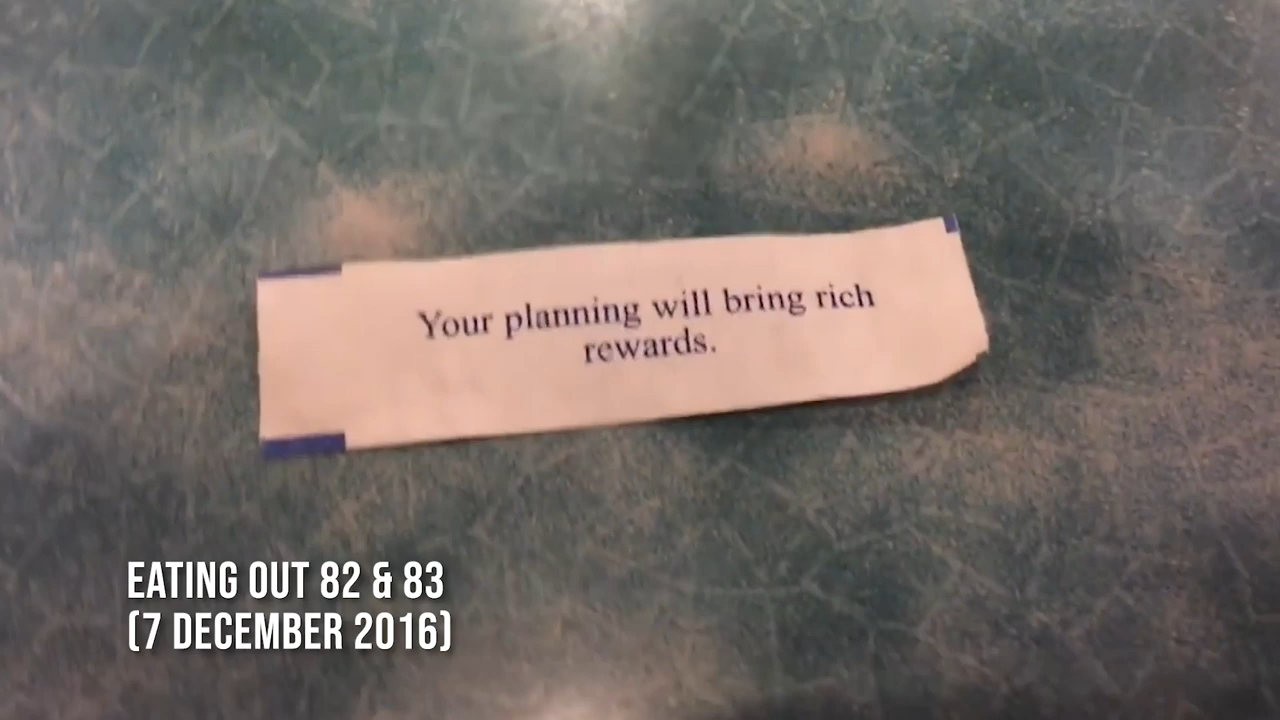 Your planning will bring rich
rewards.
EATING OUT 82 & 83
(7 DECEMBER 2016)